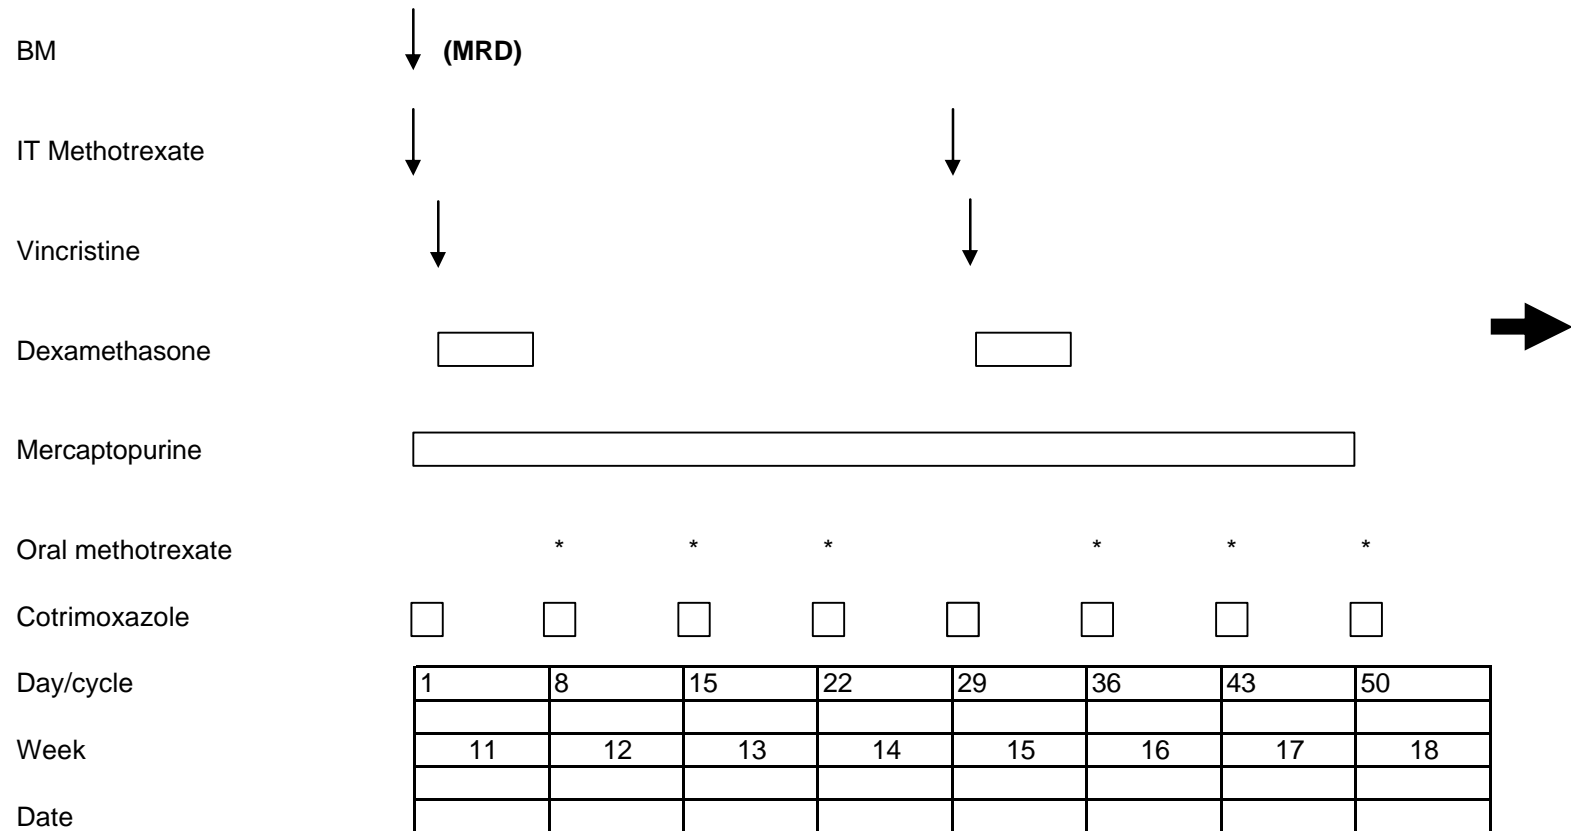 BM (MRD)
IT Methotrexate
Vincristine
Dexamethasone
Mercaptopurine
Oral methotrexate * * * * * *
Cotrimoxazole
Day/cycle 1 8 15 22 29 36 43 50
Week 11 12 13 14 15 16 17 18
Date